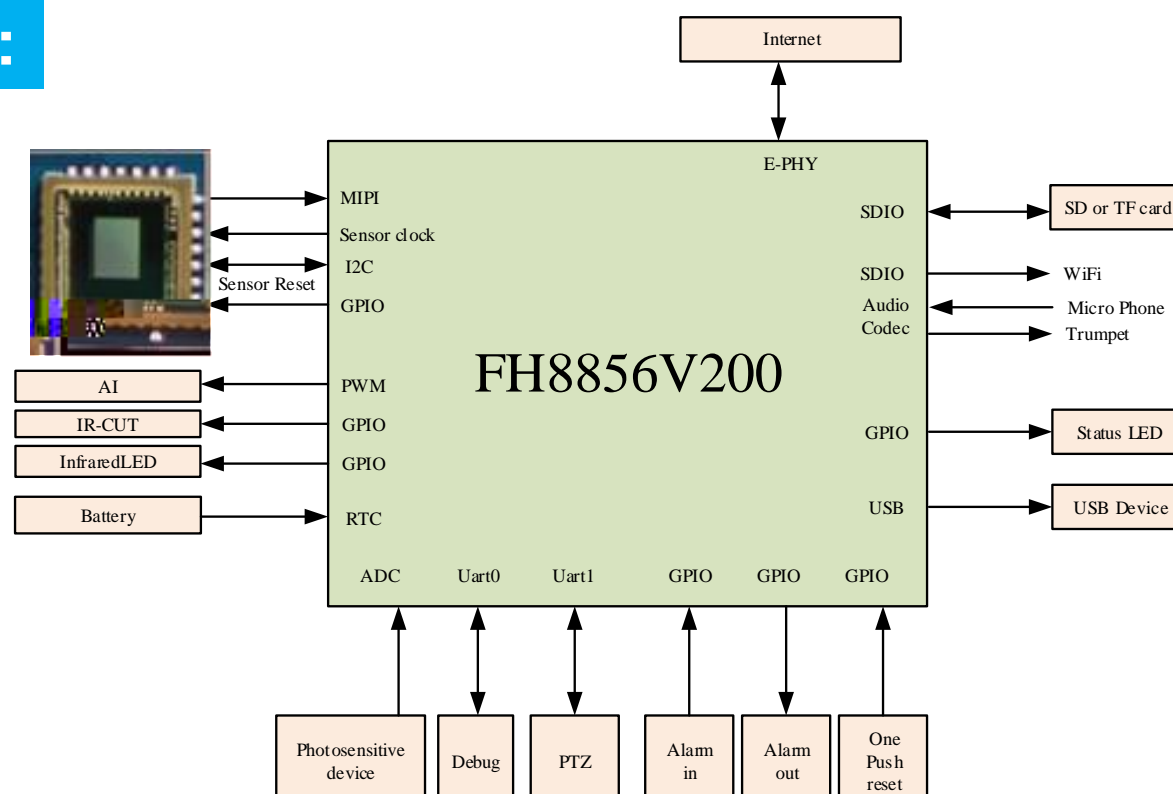 :
Internet
E-PHY
MIPI
Sensor clock
I2C
Sensor Reset
GPIO
SDIO
SD or TF card
SDIO
WiFi
Audio
Codec
Micro Phone
Trumpet
FH8856V200
AI
PWM
IR-CUT
GPIO
InfraredLED
GPIO
Battery
RTC
GPIO
Status LED
USB
USB Device
ADC
Uart0
Uart1
GPIO
GPIO
GPIO
Photosensitive
device
Debug
PTZ
Alarm
in
Alarm
out
One
Push
reset